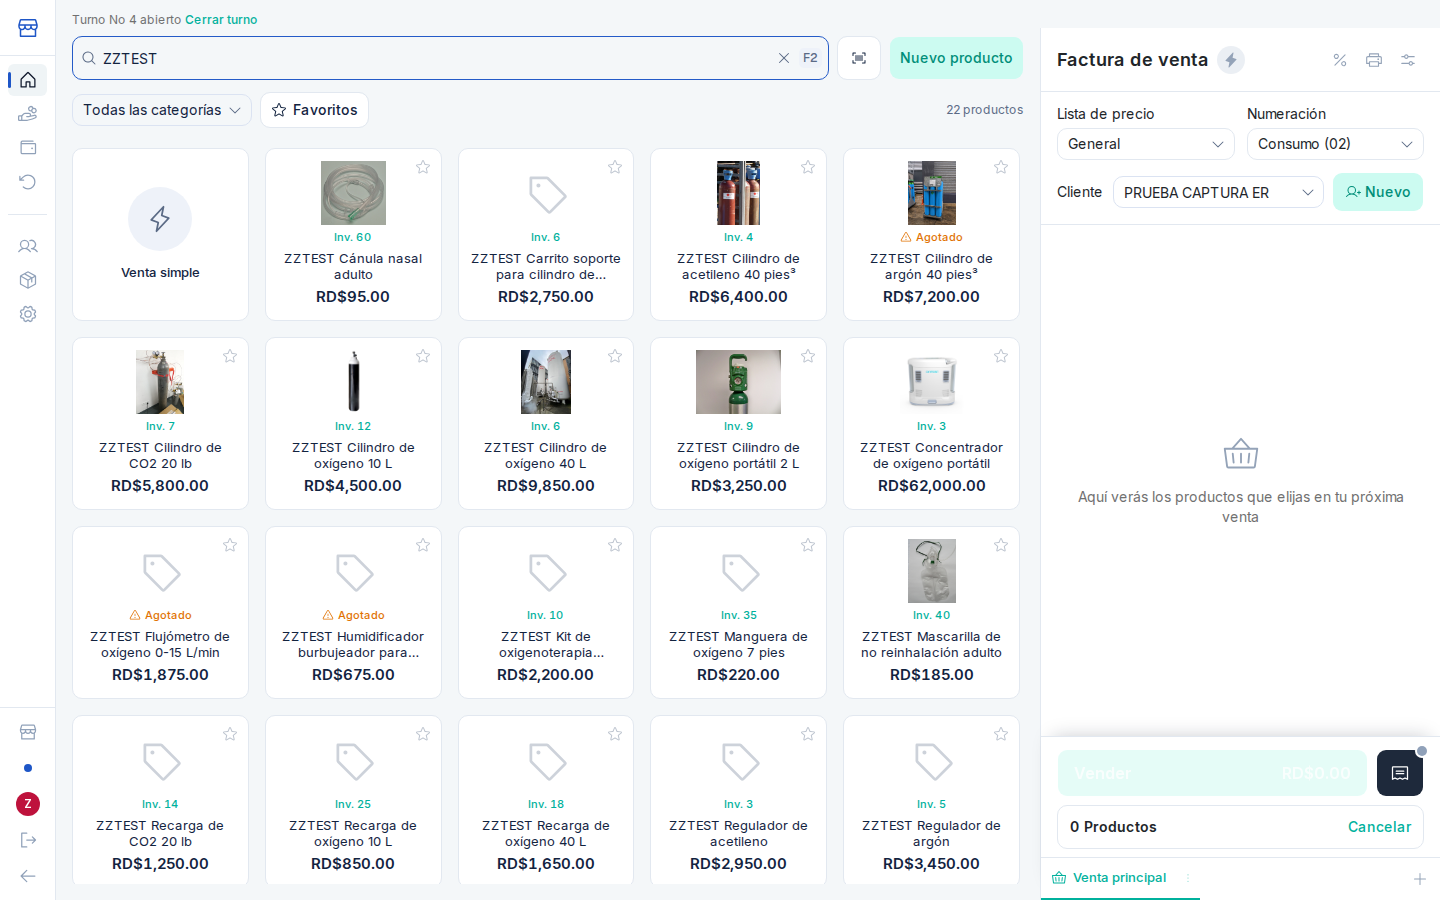 Turno No 4 abierto Cerrar turno
ZZTEST
F2
Nuevo producto
Todas las categorías
Favoritos
22 productos
Venta simple
Inv. 60
ZZTEST Cánula nasal
adulto
RD$95.00
Inv. 6
ZZTEST Carrito soporte
para cilindro de...
RD$2,750.00
Inv. 4
ZZTEST Cilindro de
acetileno 40 pies³
RD$6,400.00
Agotado
ZZTEST Cilindro de
argón 40 pies³
RD$7,200.00
Inv. 7
ZZTEST Cilindro de
CO2 20 lb
RD$5,800.00
Inv. 12
ZZTEST Cilindro de
oxígeno 10 L
RD$4,500.00
Inv. 6
ZZTEST Cilindro de
oxígeno 40 L
RD$9,850.00
Inv. 9
ZZTEST Cilindro de
oxígeno portátil 2 L
RD$3,250.00
Inv. 3
ZZTEST Concentrador
de oxígeno portátil
RD$62,000.00
Agotado
ZZTEST Flujómetro de
oxígeno 0-15 L/min
RD$1,875.00
Agotado
ZZTEST Humidificador
burbujeador para...
RD$675.00
Inv. 10
ZZTEST Kit de
oxigenoterapia...
RD$2,200.00
Inv. 35
ZZTEST Manguera de
oxígeno 7 pies
RD$220.00
Inv. 40
ZZTEST Mascarilla de
no reinhalación adulto
RD$185.00
Inv. 14
ZZTEST Recarga de
CO2 20 lb
RD$1,250.00
Inv. 25
ZZTEST Recarga de
oxígeno 10 L
RD$850.00
Inv. 18
ZZTEST Recarga de
oxígeno 40 L
RD$1,650.00
Inv. 3
ZZTEST Regulador de
acetileno
RD$2,950.00
Inv. 5
ZZTEST Regulador de
argón
RD$3,450.00
Z
Factura de venta
Lista de precio
Numeración
General
Consumo (02)
Cliente
PRUEBA CAPTURA ER
Nuevo
Aquí verás los productos que elijas en tu próxima
venta
Vender RD$0.00
0 Productos
Cancelar
Venta principal